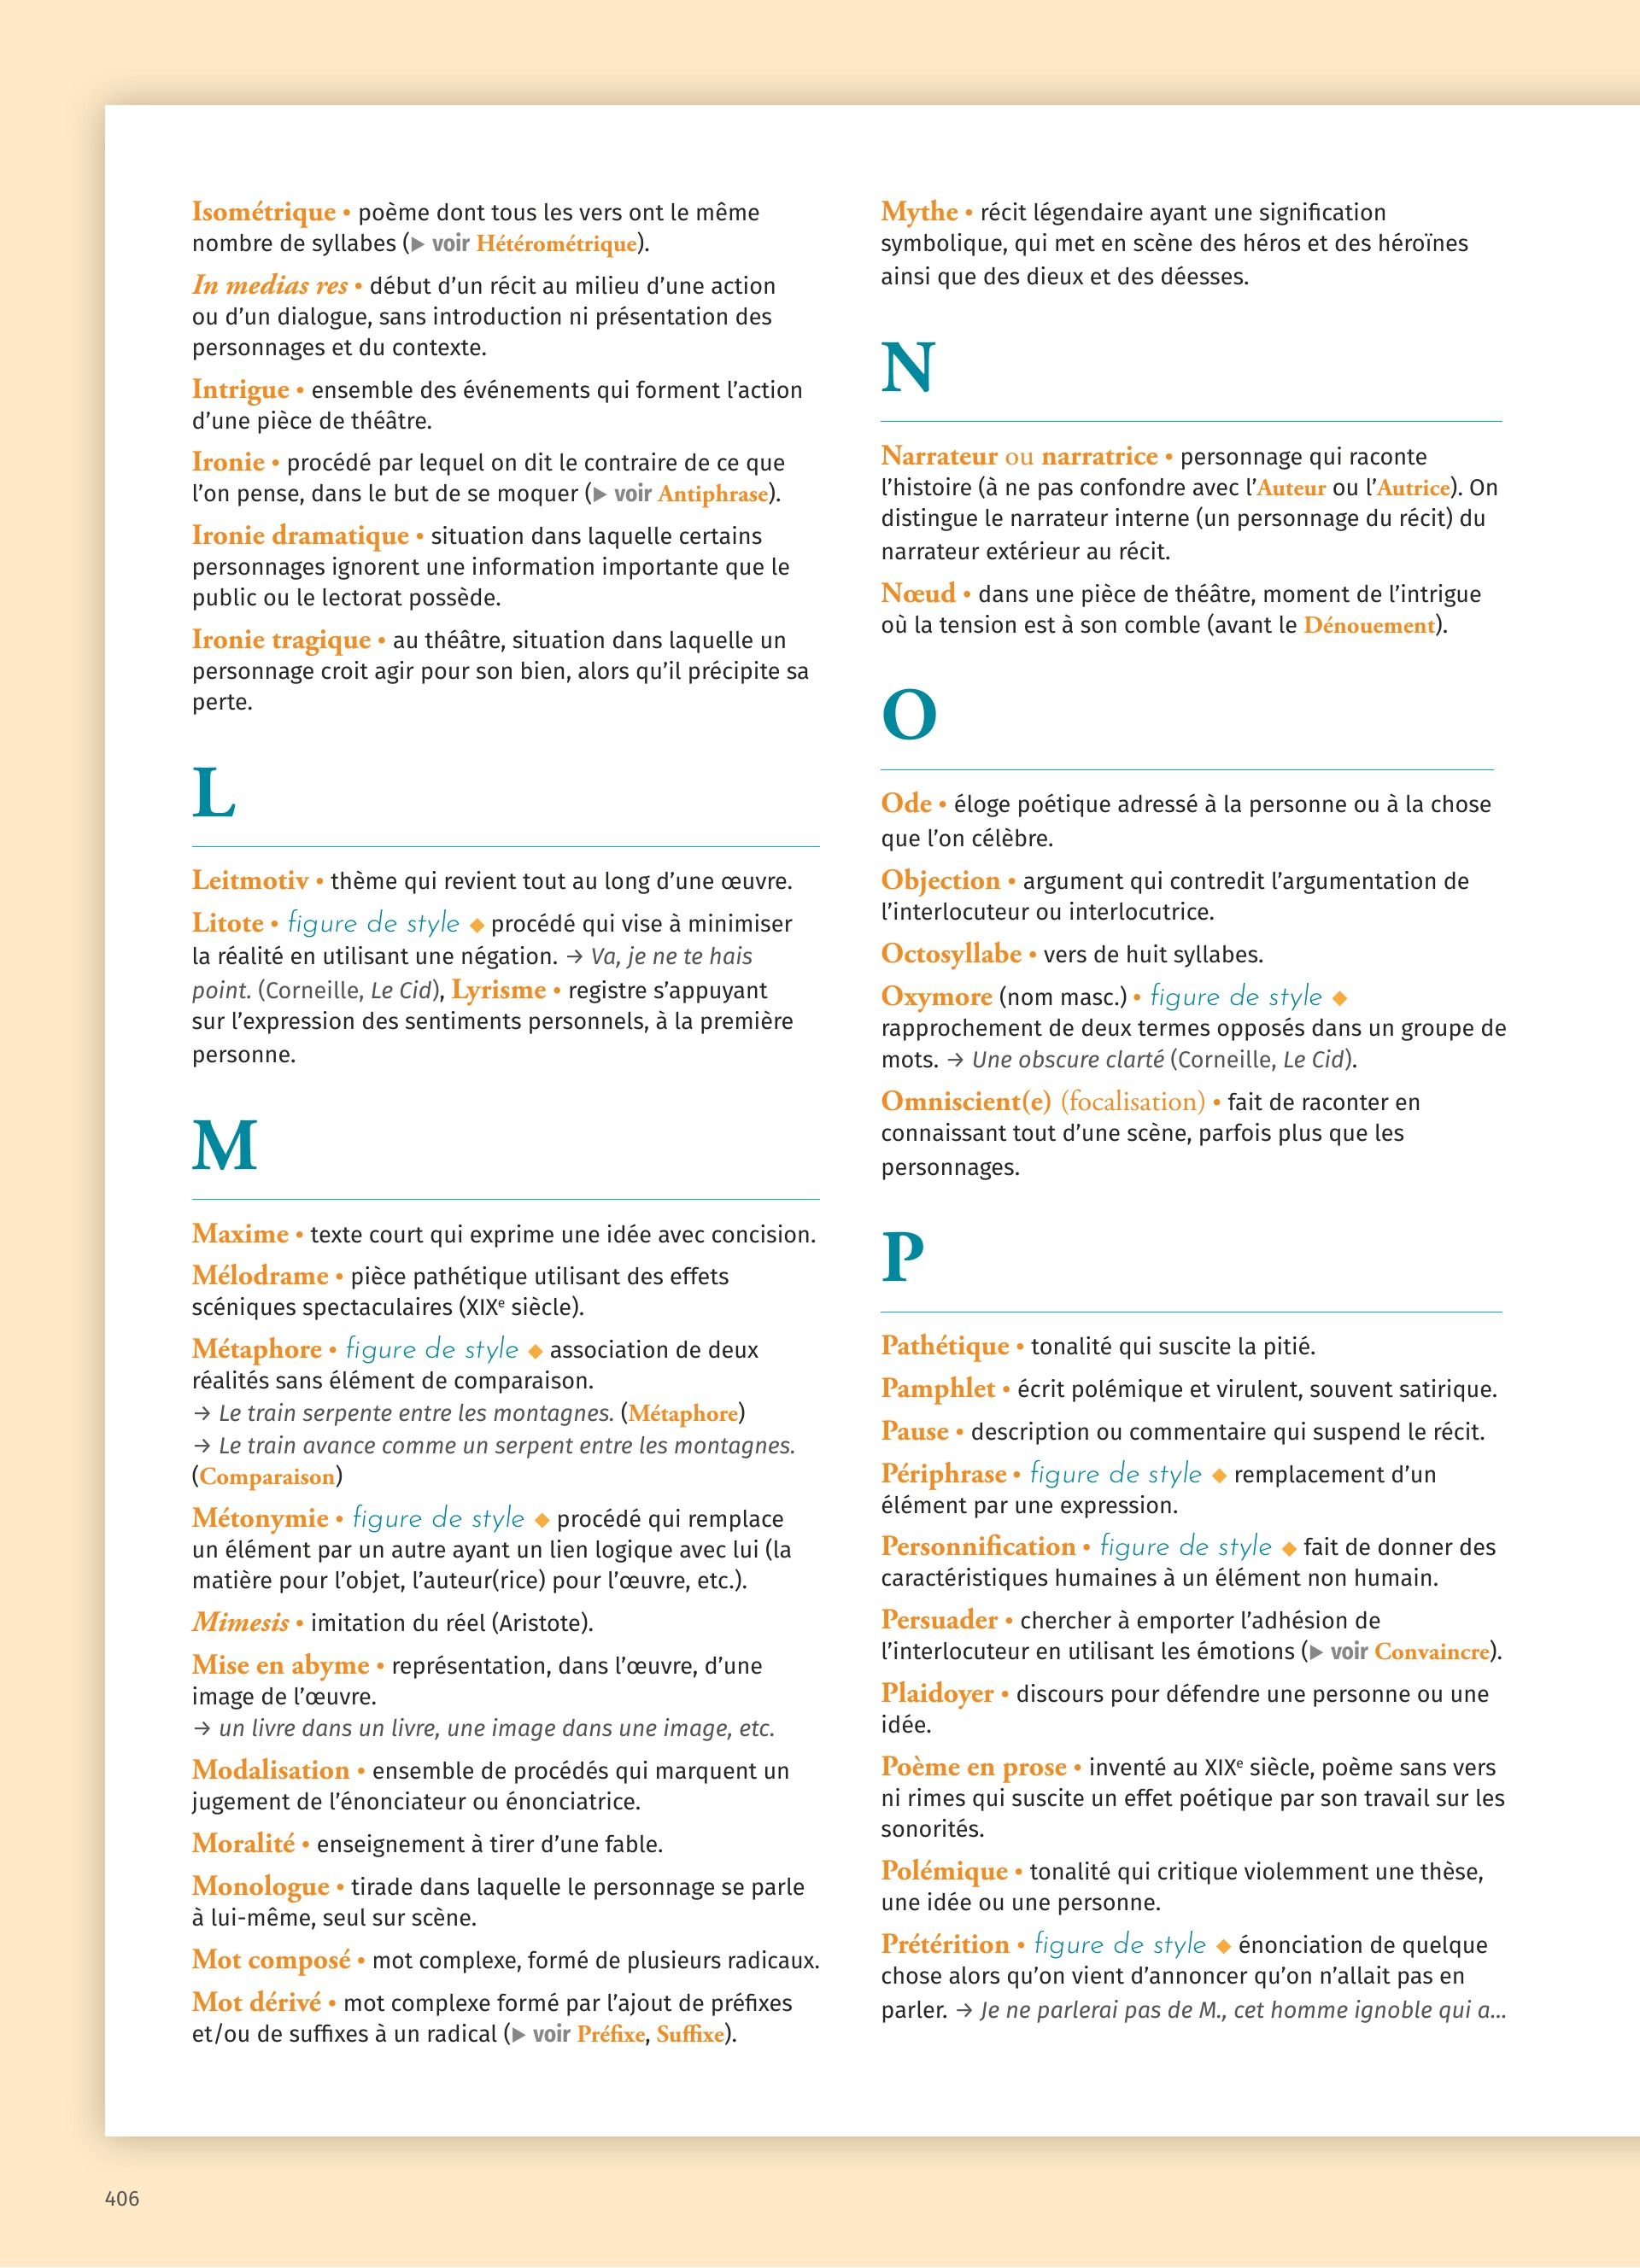 Isométrique • poème dont tous les vers ont le même
nombre de syllabes (▶ voir Hétérométrique).
In medias res • début d’un récit au milieu d’une action
ou d’un dialogue, sans introduction ni présentation des
personnages et du contexte.
Intrigue • ensemble des événements qui forment l’action
d’une pièce de théâtre.
Ironie • procédé par lequel on dit le contraire de ce que
l’on pense, dans le but de se moquer (▶ voir Antiphrase).
Ironie dramatique • situation dans laquelle certains
personnages ignorent une information importante que le
public ou le lectorat possède.
Ironie tragique • au théâtre, situation dans laquelle un
personnage croit agir pour son bien, alors qu’il précipite sa
perte.
L
Leitmotiv • thème qui revient tout au long d’une œuvre.
Litote • figure de style ◆ procédé qui vise à minimiser
la réalité en utilisant une négation. → Va, je ne te hais
point. (Corneille, Le Cid), Lyrisme • registre s’appuyant
sur l’expression des sentiments personnels, à la première
personne.
M
Maxime • texte court qui exprime une idée avec concision.
Mélodrame • pièce pathétique utilisant des effets
scéniques spectaculaires (XIXe siècle).
Métaphore • figure de style ◆ association de deux
réalités sans élément de comparaison.
→ Le train serpente entre les montagnes. (Métaphore)
→ Le train avance comme un serpent entre les montagnes.
(Comparaison)
Métonymie • figure de style ◆ procédé qui remplace
un élément par un autre ayant un lien logique avec lui (la
matière pour l’objet, l’auteur(rice) pour l’œuvre, etc.).
Mimesis • imitation du réel (Aristote).
Mise en abyme • représentation, dans l’œuvre, d’une
image de l’œuvre.
→ un livre dans un livre, une image dans une image, etc.
Modalisation • ensemble de procédés qui marquent un
jugement de l’énonciateur ou énonciatrice.
Moralité • enseignement à tirer d’une fable.
Monologue • tirade dans laquelle le personnage se parle
à lui-même, seul sur scène.
Mot composé • mot complexe, formé de plusieurs radicaux.
Mot dérivé • mot complexe formé par l’ajout de préfixes
et/ou de suffixes à un radical (▶ voir Préfixe, Suffixe).
Mythe • récit légendaire ayant une signification
symbolique, qui met en scène des héros et des héroïnes
ainsi que des dieux et des déesses.
N
Narrateur ou narratrice • personnage qui raconte
l’histoire (à ne pas confondre avec l’Auteur ou l’Autrice). On
distingue le narrateur interne (un personnage du récit) du
narrateur extérieur au récit.
Nœud • dans une pièce de théâtre, moment de l’intrigue
où la tension est à son comble (avant le Dénouement).
O
Ode • éloge poétique adressé à la personne ou à la chose
que l’on célèbre.
Objection • argument qui contredit l’argumentation de
l’interlocuteur ou interlocutrice.
Octosyllabe • vers de huit syllabes.
Oxymore (nom masc.) • figure de style ◆
rapprochement de deux termes opposés dans un groupe de
mots. → Une obscure clarté (Corneille, Le Cid).
Omniscient(e) (focalisation) • fait de raconter en
connaissant tout d’une scène, parfois plus que les
personnages.
P
Pathétique • tonalité qui suscite la pitié.
Pamphlet • écrit polémique et virulent, souvent satirique.
Pause • description ou commentaire qui suspend le récit.
Périphrase • figure de style ◆ remplacement d’un
élément par une expression.
Personnification • figure de style ◆ fait de donner des
caractéristiques humaines à un élément non humain.
Persuader • chercher à emporter l’adhésion de
l’interlocuteur en utilisant les émotions (▶ voir Convaincre).
Plaidoyer • discours pour défendre une personne ou une
idée.
Poème en prose • inventé au XIXe siècle, poème sans vers
ni rimes qui suscite un effet poétique par son travail sur les
sonorités.
Polémique • tonalité qui critique violemment une thèse,
une idée ou une personne.
Prétérition • figure de style ◆ énonciation de quelque
chose alors qu’on vient d’annoncer qu’on n’allait pas en
parler. → Je ne parlerai pas de M., cet homme ignoble qui a...
406